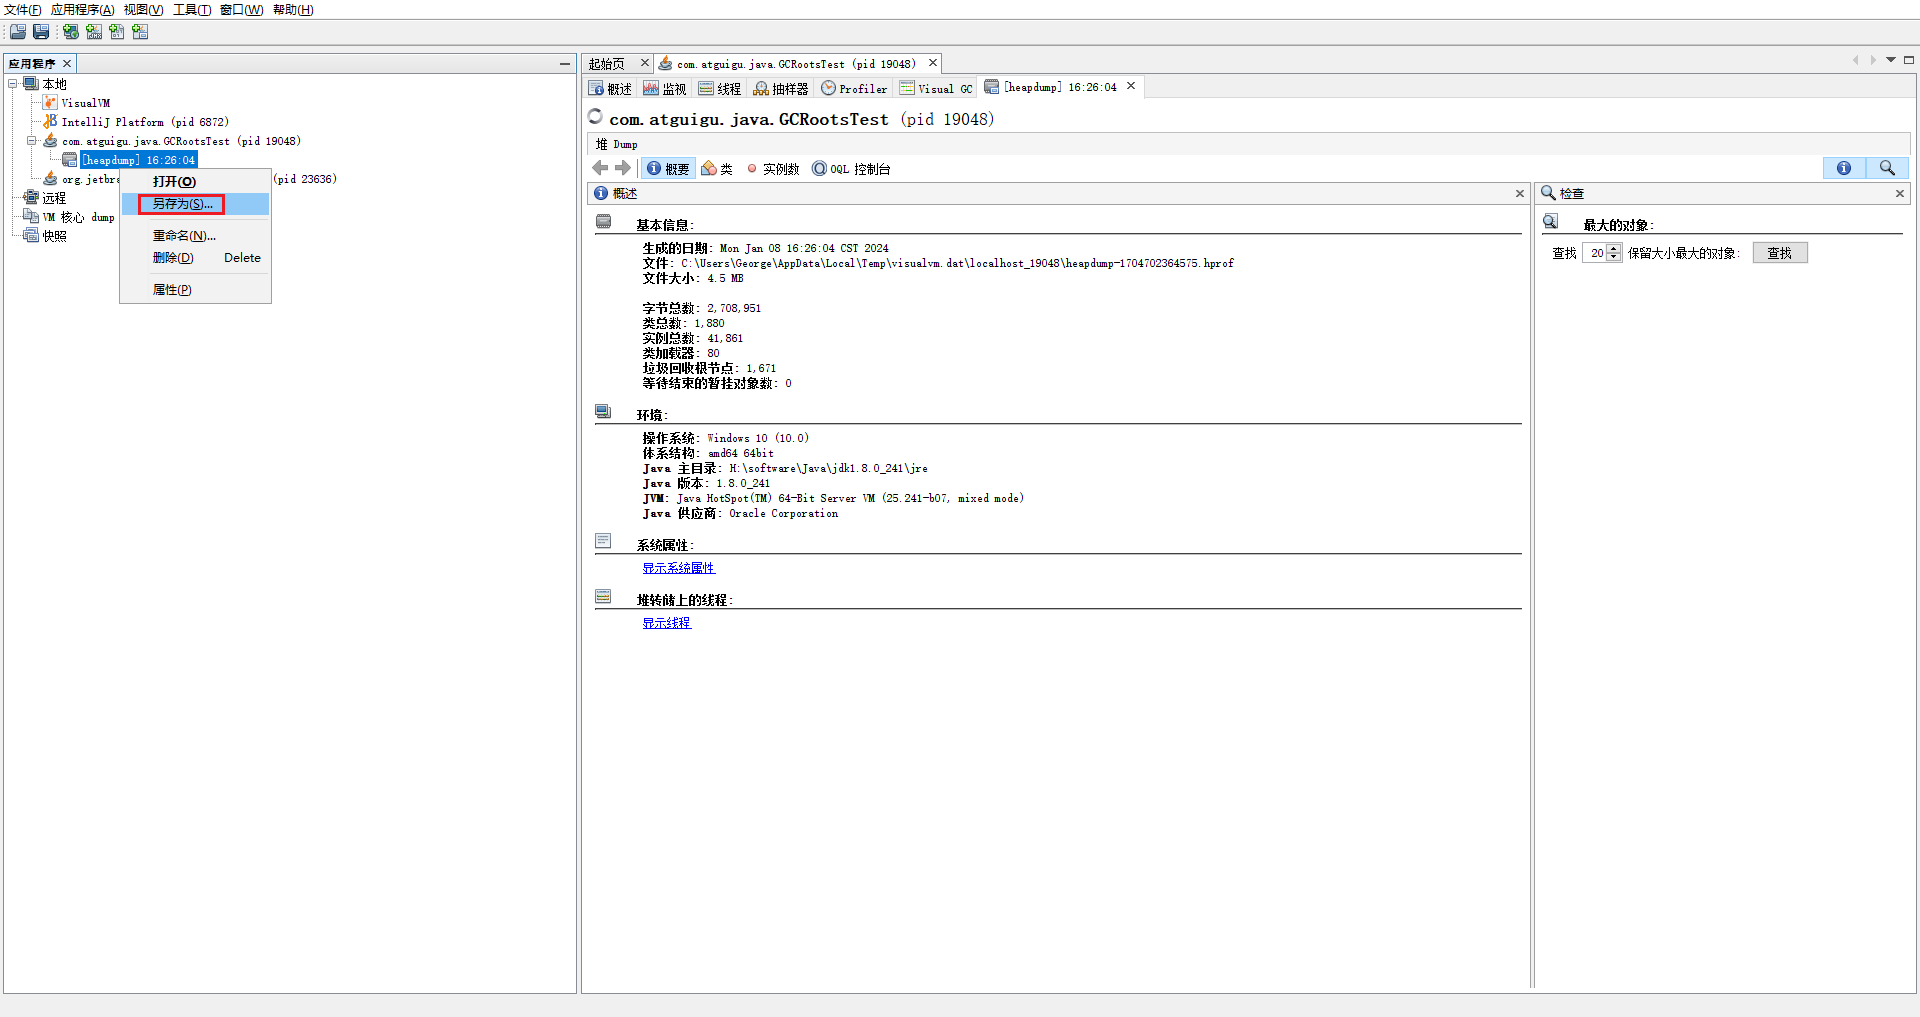 文件(F) 应用程序(A) 视图(V) 工具(T) 窗口(W) 帮助(H)
应用程序
本地
VisualVM
IntelliJ Platform (pid 6872)
com.atguigu.java.GCRootsTest (pid 19048)
[heapdump] 16:26:04
org.jetbra
(pid 23636)
远程
VM 核心 dump
快照
打开(O)
另存为(S)...
重命名(N)...
删除(D) Delete
属性(P)
起始页
com.atguigu.java.GCRootsTest (pid 19048)
概述 监视 线程 抽样器 Profiler Visual GC [heapdump] 16:26:04
com.atguigu.java.GCRootsTest (pid 19048)
堆 Dump
概要 类 实例数 OQL 控制台
概述
基本信息:
生成的日期: Mon Jan 08 16:26:04 CST 2024
文件: C:\Users\George\AppData\Local\Temp\visualvm.dat\localhost_19048\heapdump-1704702364575.hprof
文件大小: 4.5 MB
字节总数: 2,708,951
类总数: 1,880
实例总数: 41,861
类加载器: 80
垃圾回收根节点: 1,671
等待结束的暂挂对象数: 0
环境:
操作系统: Windows 10 (10.0)
体系结构: amd64 64bit
Java 主目录: H:\software\Java\jdk1.8.0_241\jre
Java 版本: 1.8.0_241
JVM: Java HotSpot(TM) 64-Bit Server VM (25.241-b07, mixed mode)
Java 供应商: Oracle Corporation
系统属性:
显示系统属性
堆转储上的线程:
显示线程
检查
最大的对象:
查找 20 保留大小最大的对象: 查找